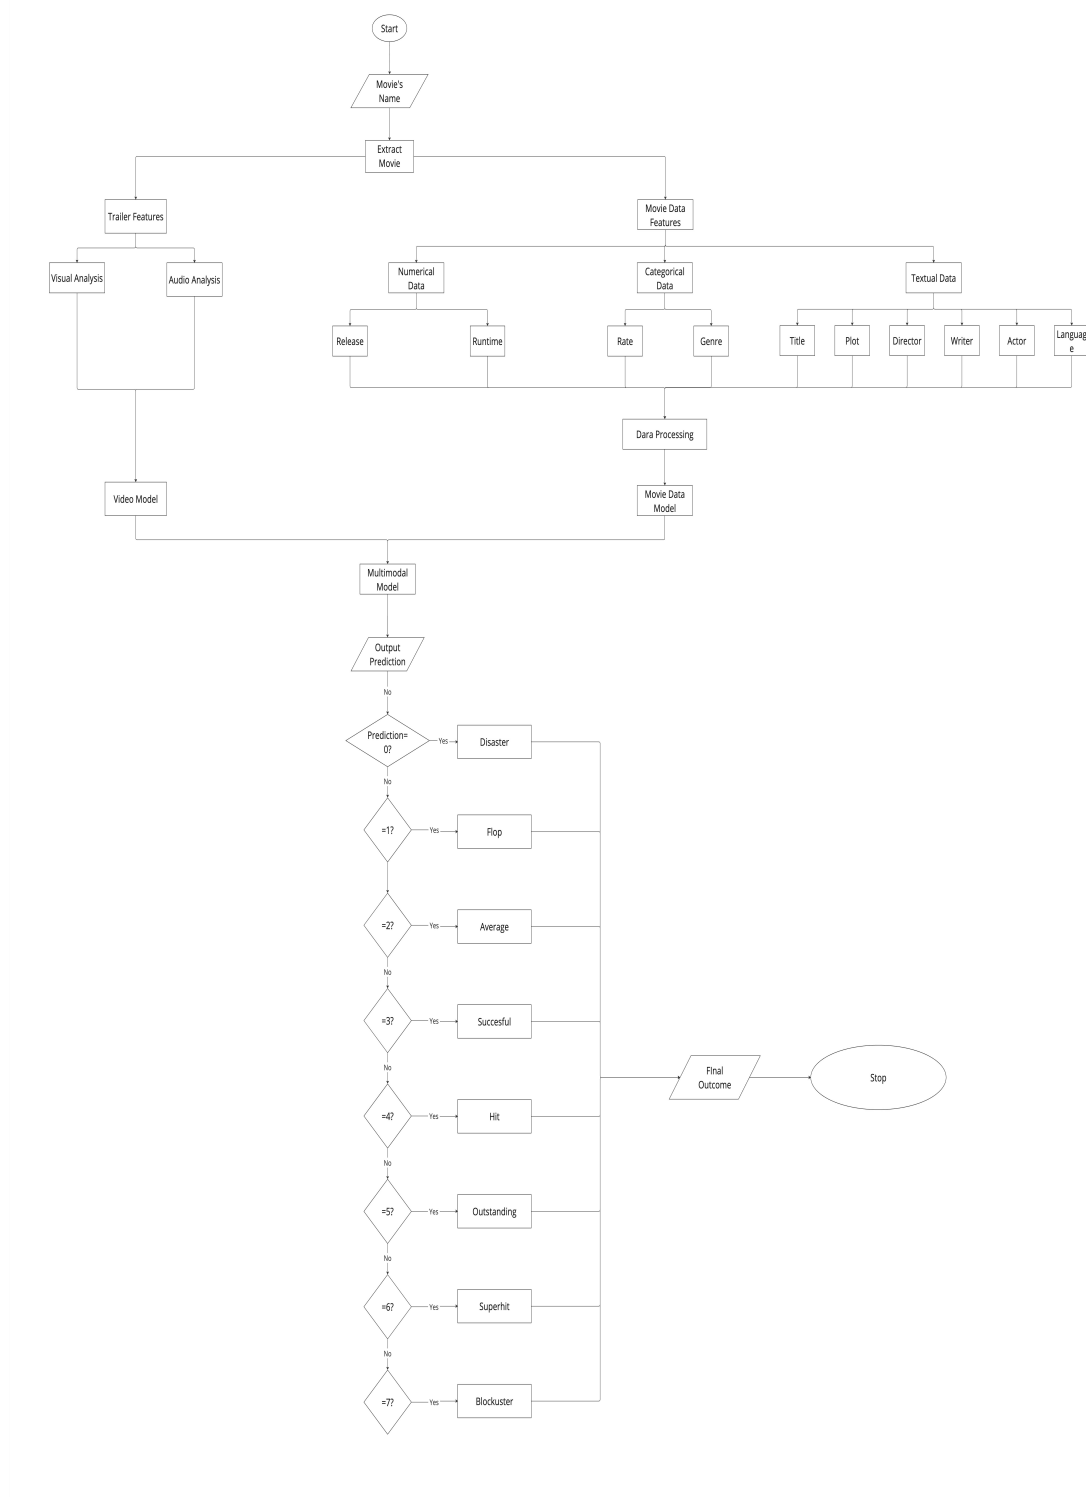 Start
Movie's
Name
Extract
Movie
Trailer Features
Movie Data
Features
Visual Analysis
Audio Analysis
Numerical
Data
Categorical
Data
Textual Data
Release
Runtime
Rate
Genre
Title
Plot
Director
Writer
Actor
Languag
e
Dara Processing
Video Model
Movie Data
Model
Multimodal
Model
Output
Prediction
No
Prediction=
0?
Yes
Disaster
No
=1?
Yes
Flop
=2?
Yes
Average
No
=3?
Yes
Succesful
No
=4?
Yes
Hit
No
=5?
Yes
Outstanding
No
=6?
Yes
Superhit
No
=7?
Yes
Blockuster
FInal
Outcome
Stop